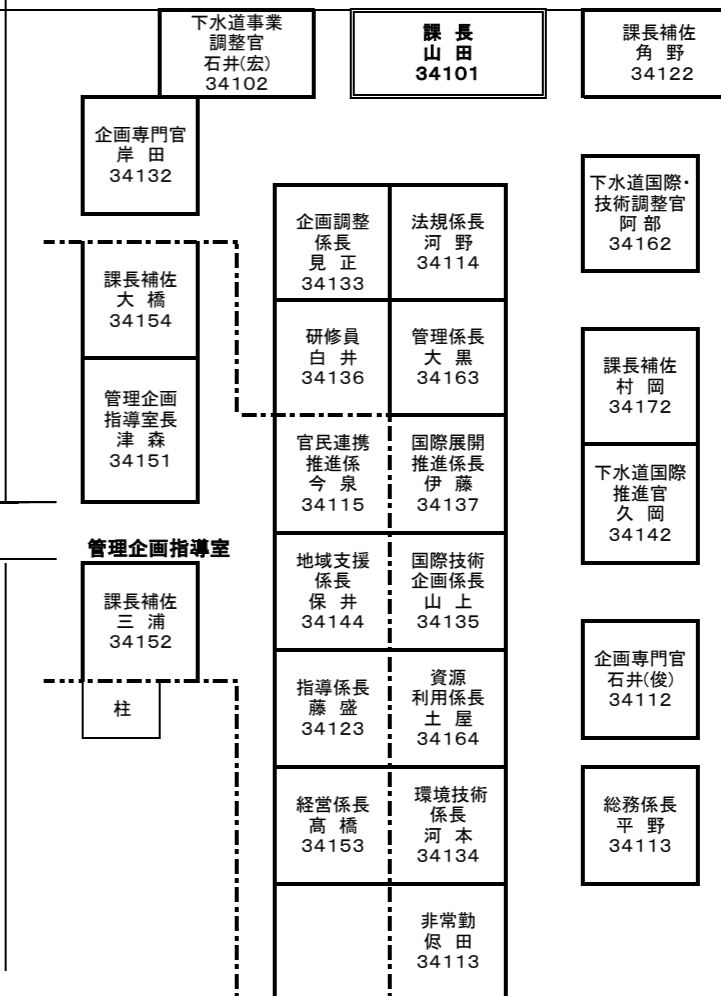 下水道事業
調整官
石井(宏)
34102
課 長
山 田
34101
課長補佐
角 野
34122
企画専門官
岸 田
34132
下水道国際・
技術調整官
阿 部
34162
企画調整
係長
見 正
34133
法規係長
河 野
34114
課長補佐
大 橋
34154
研修員
白 井
34136
管理係長
大 黒
34163
課長補佐
村 岡
34172
管理企画
指導室長
津 森
34151
官民連携
推進係
今 泉
34115
国際展開
推進係長
伊 藤
34137
下水道国際
推進官
久 岡
34142
管理企画指導室
課長補佐
三 浦
34152
地域支援
係長
保 井
34144
国際技術
企画係長
山 上
34135
企画専門官
石井(俊)
34112
柱
指導係長
藤 盛
34123
資源
利用係長
土 屋
34164
経営係長
髙 橋
34153
環境技術
係長
河 本
34134
総務係長
平 野
34113
非常勤
俋 田
34113